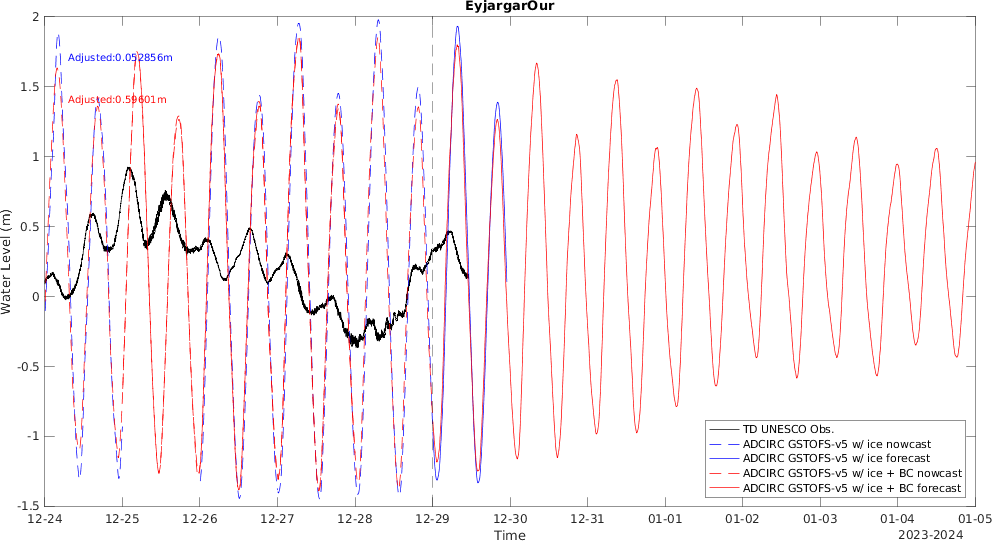 EyjargarOur
2
1.5
1
0.5
0
-0.5
-1
-1.5
Water Level (m)
Adjusted:0.052856m
Adjusted:0.59601m
TD UNESCO Obs.
ADCIRC GSTOFS-v5 w/ ice nowcast
ADCIRC GSTOFS-v5 w/ ice forecast
ADCIRC GSTOFS-v5 w/ ice + BC nowcast
ADCIRC GSTOFS-v5 w/ ice + BC forecast
12-24 12-25 12-26 12-27 12-28 12-29 12-30 12-31 01-01 01-02 01-03 01-04 01-05
Time
2023-2024